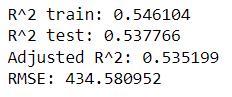 R^2 train: 0.546104
R^2 test: 0.537766
Adjusted R^2: 0.535199
RMSE: 434.580952